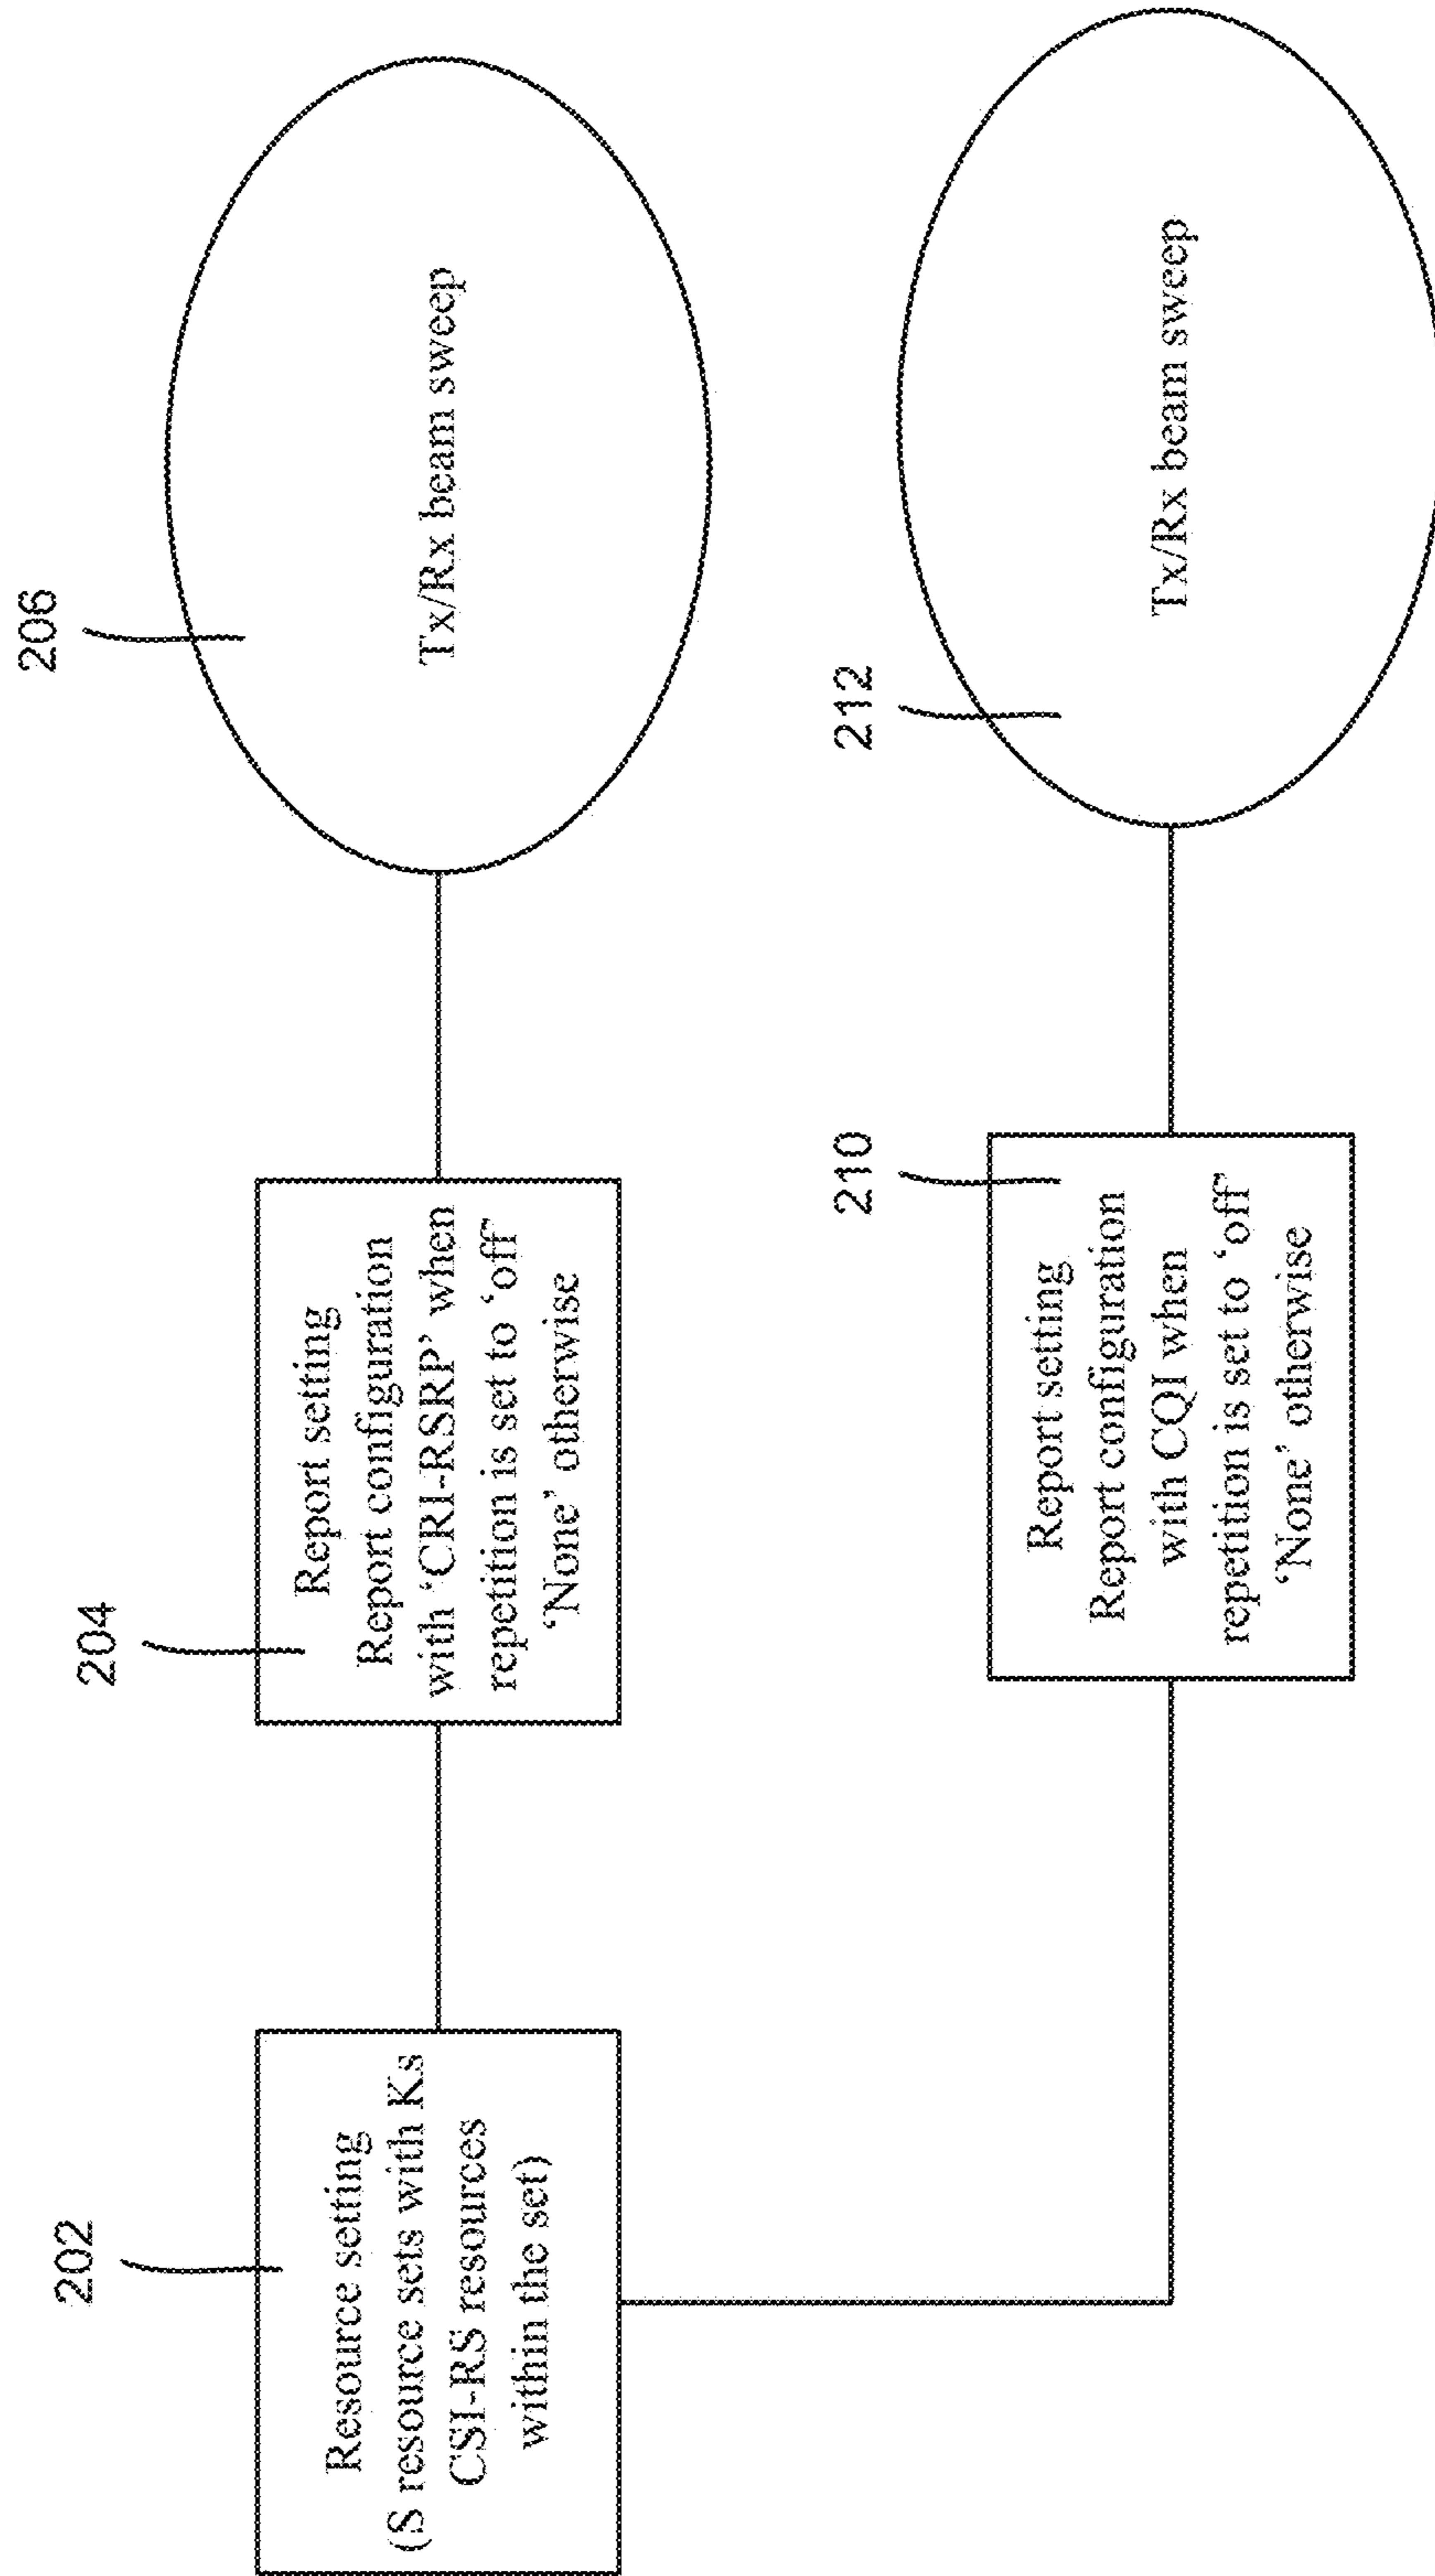 202
Resource setting
(S resource sets with Ks
CSI-RS resources
within the set)
204
Report setting
Report configuration
with ‘CRI-RSRP’ when
repetition is set to ‘off’
‘None’ otherwise
206
Tx/Rx beam sweep
210
Report setting
Report configuration
with CQI when
repetition is set to ‘off’
‘None’ otherwise
212
Tx/Rx beam sweep